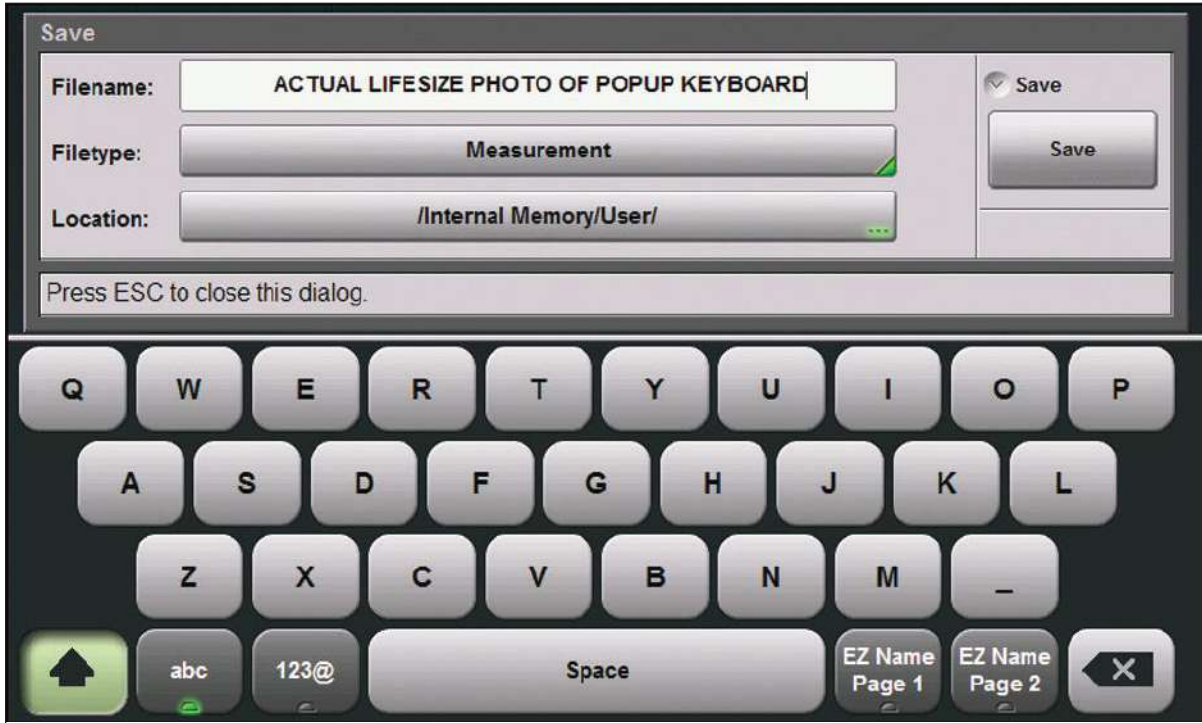 Save
Filename: ACTUAL LIFESIZE PHOTO OF POPUP KEYBOARD Save
Filetype: Measurement Save
Location: /Internal Memory/User/ ...
Press ESC to close this dialog.
Q W E R T Y U I O P
A S D F G H J K L
Z X C V B N M _
abc 123@ Space EZ Name Page 1 EZ Name Page 2